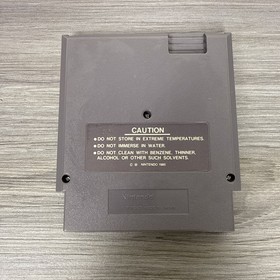 CAUTION
• DO NOT STORE IN EXTREME TEMPERATURES.
• DO NOT IMMERSE IN WATER.
• DO NOT CLEAN WITH BENZENE, THINNER,
ALCOHOL OR OTHER SUCH SOLVENTS.
© NINTENDO